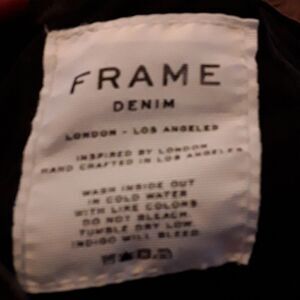 FRAME
DENIM
LONDON - LOS ANGELES
INSPIRED BY LONDON
HAND CRAFTED IN LOS ANGELES
WASH INSIDE OUT
IN COLD WATER
WITH LIKE COLORS
DO NOT BLEACH
TUMBLE DRY LOW
INDIGO WILL BLEED